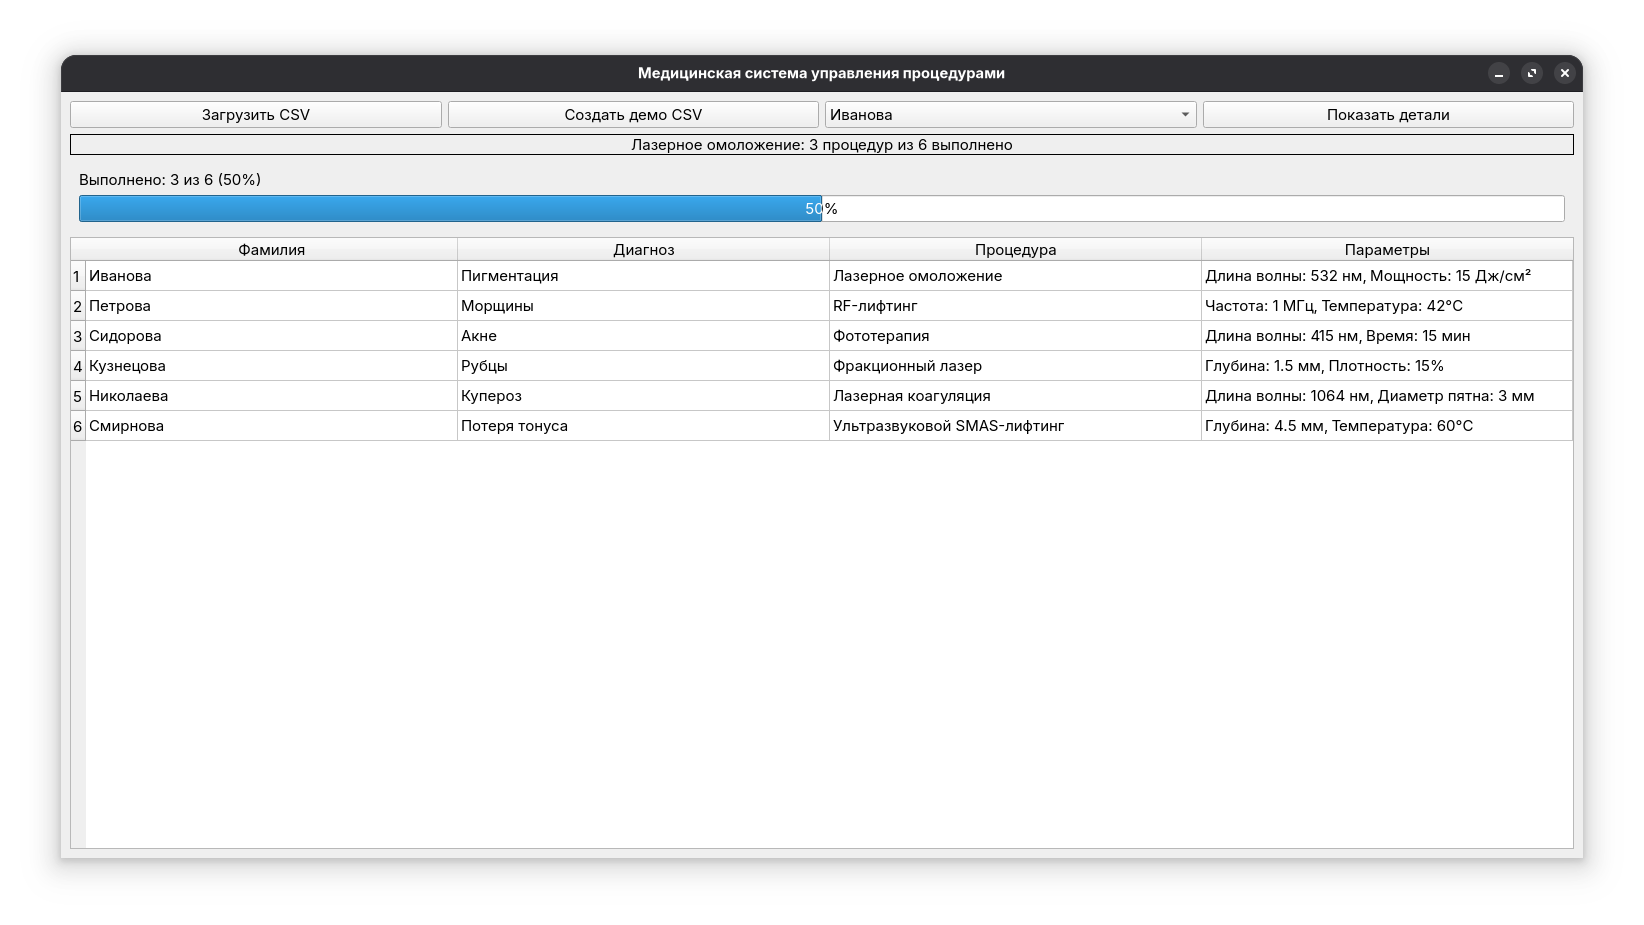 Медицинская система управления процедурами
Загрузить CSV Создать демо CSV Иванова Показать детали
Лазерное омоложение: 3 процедур из 6 выполнено
Выполнено: 3 из 6 (50%)
50%
Фамилия Диагноз Процедура Параметры
1 Иванова Пигментация Лазерное омоложение Длина волны: 532 нм, Мощность: 15 Дж/см²
2 Петрова Морщины RF-лифтинг Частота: 1 МГц, Температура: 42°C
3 Сидорова Акне Фототерапия Длина волны: 415 нм, Время: 15 мин
4 Кузнецова Рубцы Фракционный лазер Глубина: 1.5 мм, Плотность: 15%
5 Николаева Купероз Лазерная коагуляция Длина волны: 1064 нм, Диаметр пятна: 3 мм
6 Смирнова Потеря тонуса Ультразвуковой SMAS-лифтинг Глубина: 4.5 мм, Температура: 60°C